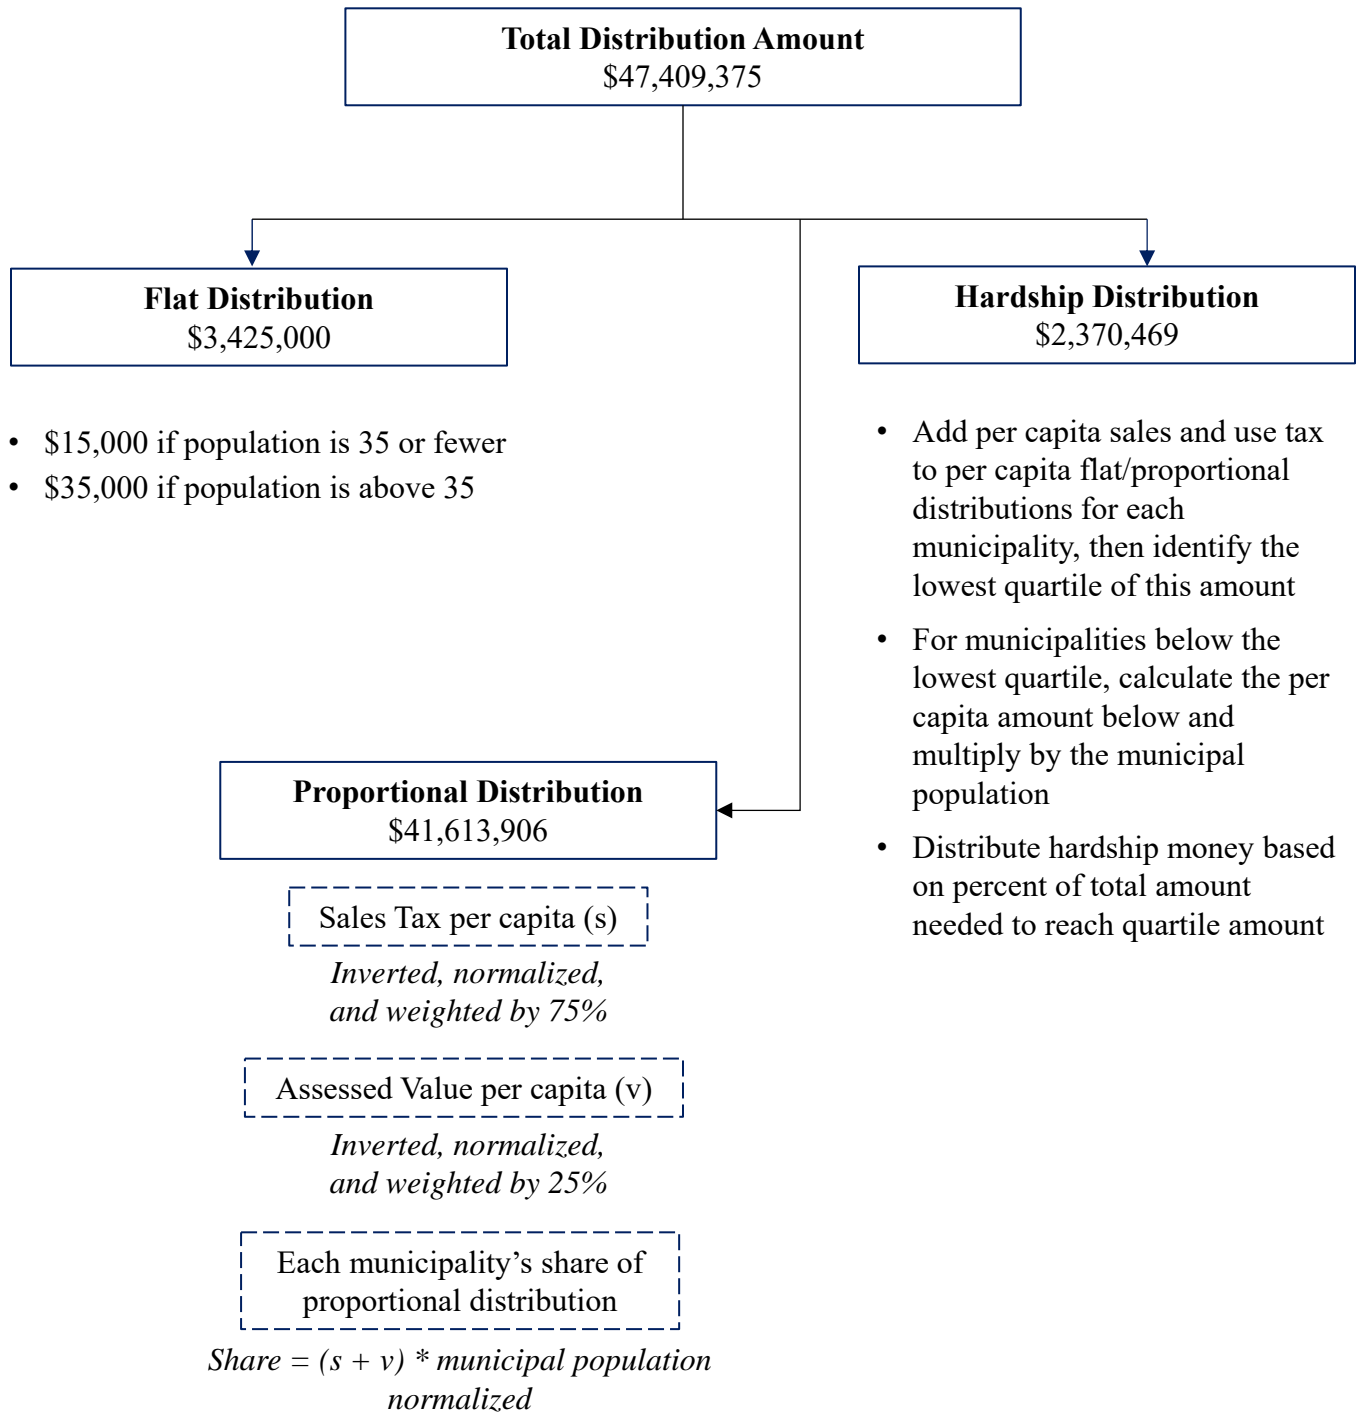 Total Distribution Amount
$47,409,375
Flat Distribution
$3,425,000
• $15,000 if population is 35 or fewer
• $35,000 if population is above 35
Hardship Distribution
$2,370,469
• Add per capita sales and use tax
to per capita flat/proportional
distributions for each
municipality, then identify the
lowest quartile of this amount
• For municipalities below the
lowest quartile, calculate the per
capita amount below and
multiply by the municipal
population
• Distribute hardship money based
on percent of total amount
needed to reach quartile amount
Proportional Distribution
$41,613,906
Sales Tax per capita (s)
Inverted, normalized,
and weighted by 75%
Assessed Value per capita (v)
Inverted, normalized,
and weighted by 25%
Each municipality’s share of
proportional distribution
Share = (s + v) * municipal population
normalized